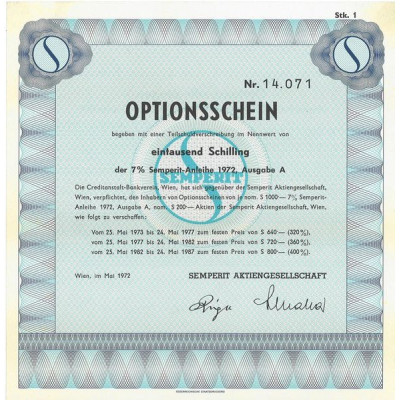 Stk. 1
Nr. 14.071
OPTIONSSCHEIN
begeben mit einer Teilschuldverschreibung im Nennwert von
eintausend Schilling
der 7% Semperit-Anleihe 1972, Ausgabe A
SEMPERIT
Die Creditanstalt-Bankverein, Wien, hat sich gegenüber der Semperit Aktiengesellschaft,
Wien, verpflichtet, den Inhabern von Optionsscheinen von je nom. S 1000·— 7% Semperit-
Anleihe 1972, Ausgabe A, nom. S 200·— Aktien der Semperit Aktiengesellschaft, Wien,
wie folgt zu verschaffen:
Vom 25. Mai 1973 bis 24. Mai 1977 zum festen Preis von S 640·— (320%),
vom 25. Mai 1977 bis 24. Mai 1982 zum festen Preis von S 720·— (360%),
vom 25. Mai 1982 bis 24. Mai 1987 zum festen Preis von S 800·— (400%).
Wien, im Mai 1972
SEMPERIT AKTIENGESELLSCHAFT